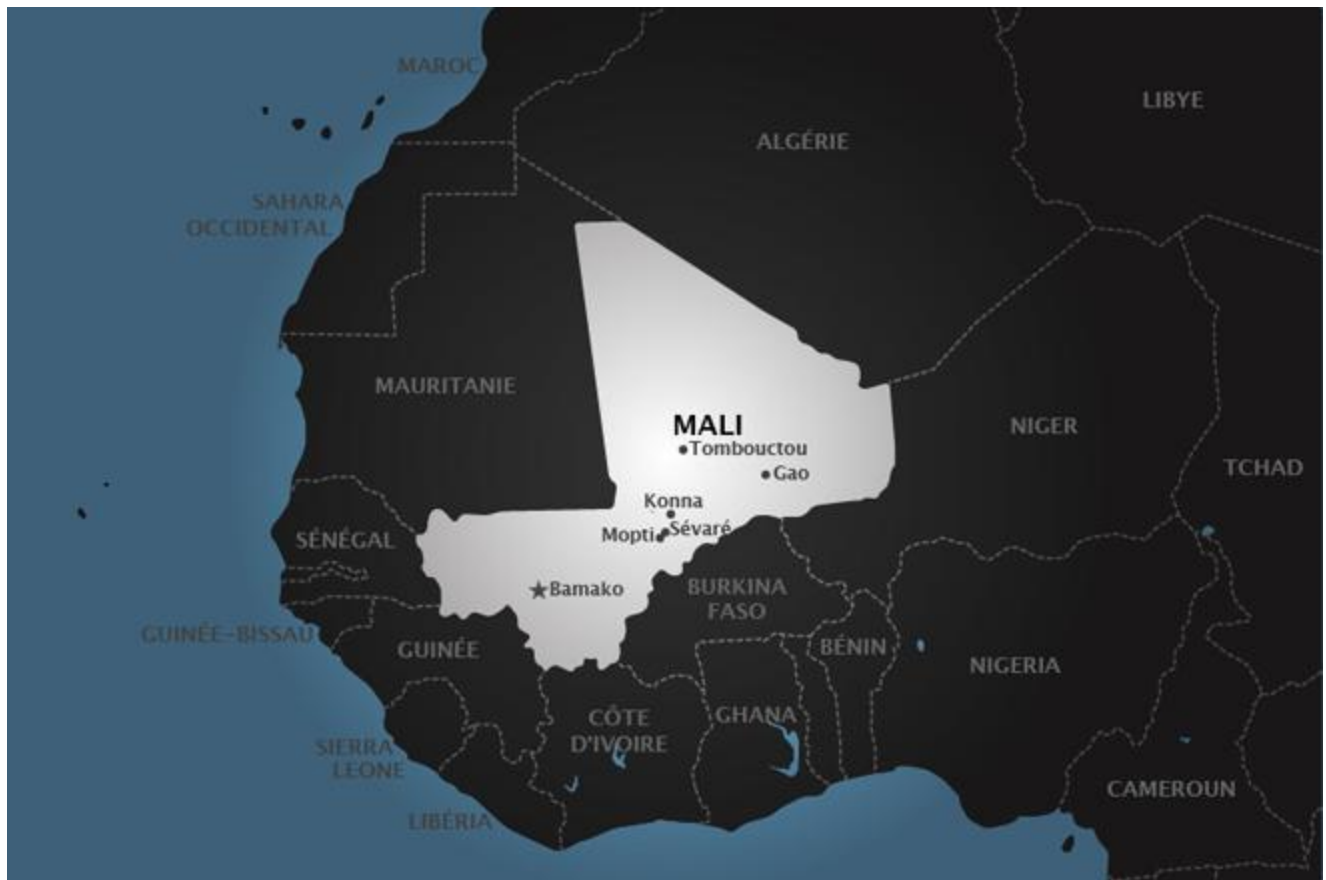 MAROC
LIBYE
ALGÉRIE
SAHARA
OCCIDENTAL
MAURITANIE
MALI
Tombouctou
NIGER
TCHAD
Gao
Konna
Sévaré
Mopti
SÉNÉGAL
Bamako
BURKINA
FASO
GUINÉE-BISSAU
GUINÉE
BÉNIN
NIGERIA
CÔTE
D'IVOIRE
GHANA
SIERRA
LEONE
CAMEROUN
LIBÉRIA